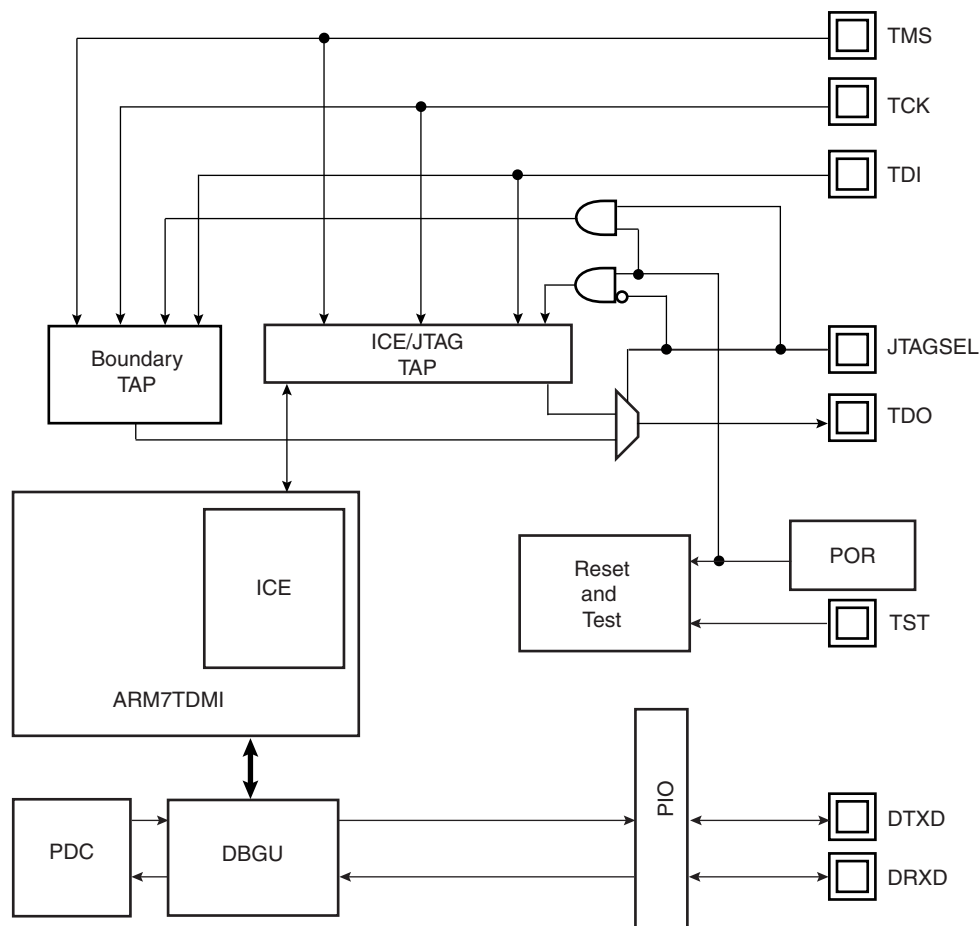 TMS
TCK
TDI
Boundary
TAP
ICE/JTAG
TAP
JTAGSEL
TDO
ICE
ARM7TDMI
Reset
and
Test
POR
TST
PDC
DBGU
PIO
DTXD
DRXD